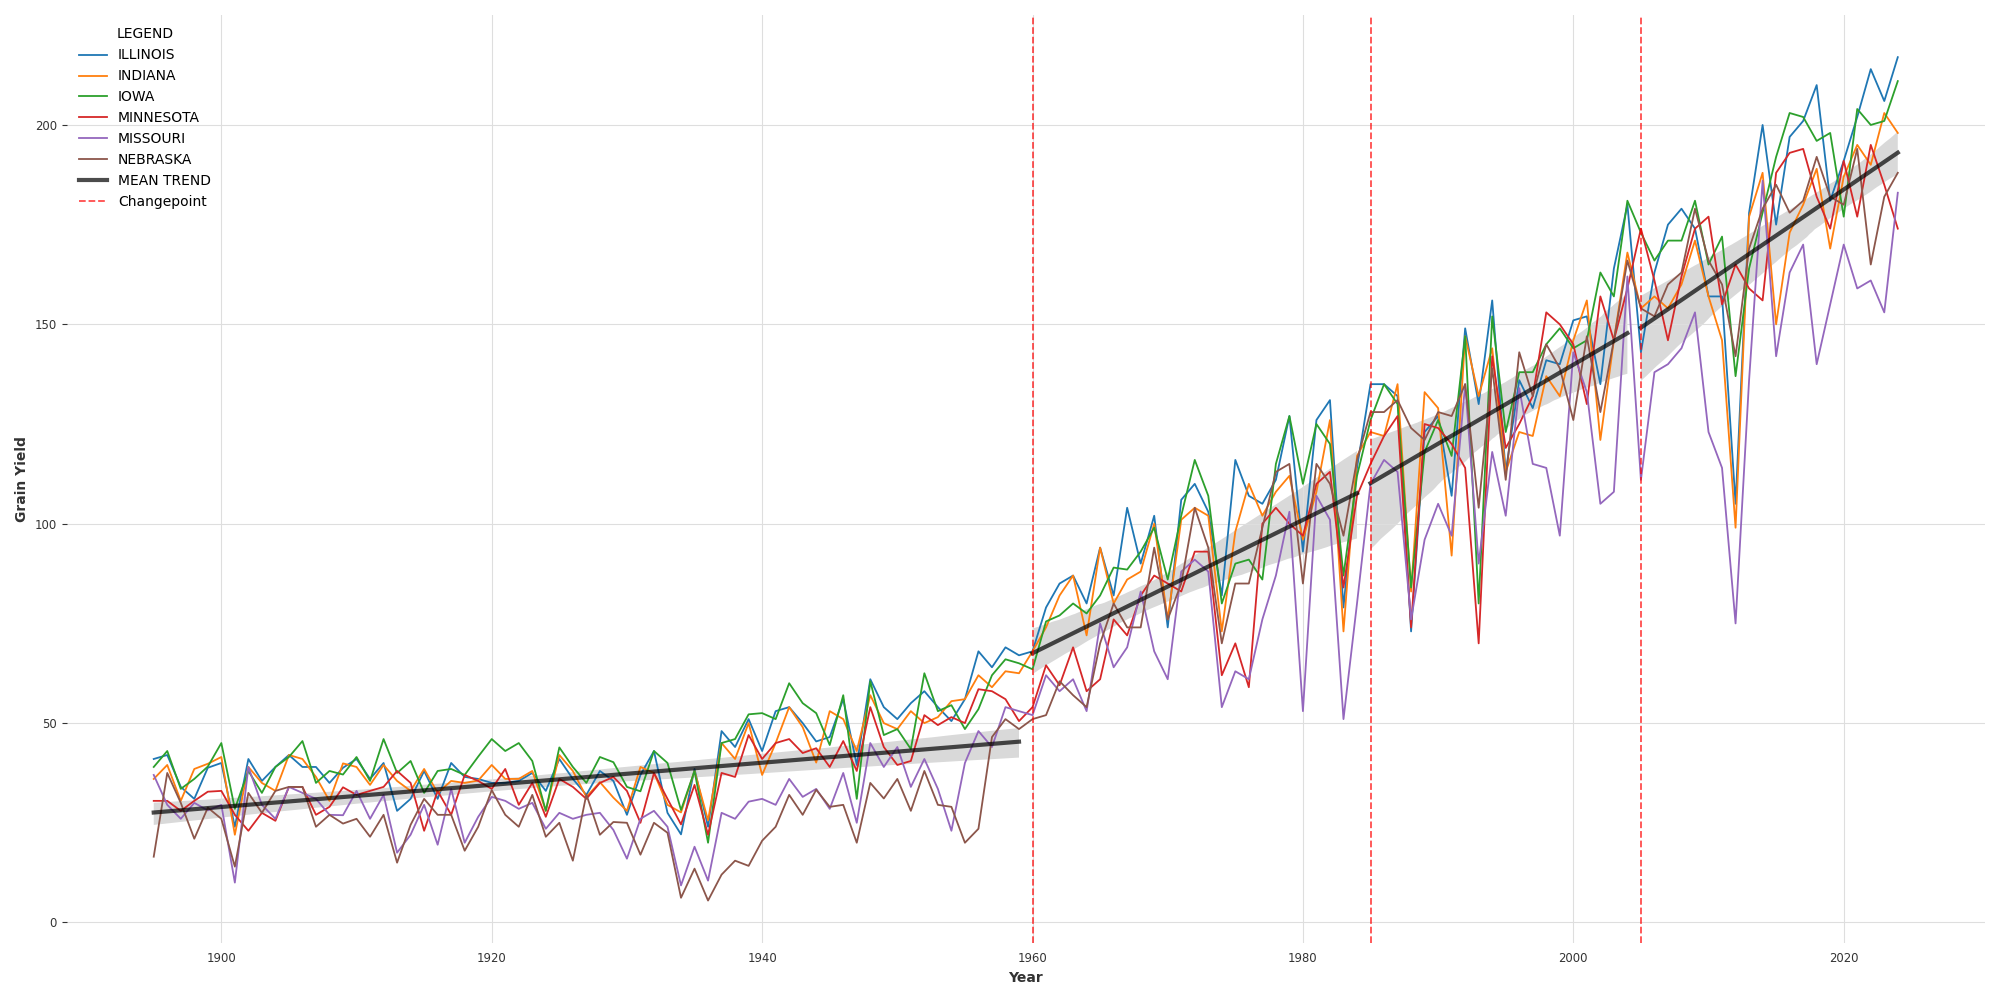 LEGEND
ILLINOIS
INDIANA
IOWA
MINNESOTA
MISSOURI
NEBRASKA
MEAN TREND
Changepoint
Grain Yield
200
150
100
50
0
1900
1920
1940
1960
1980
2000
2020
Year